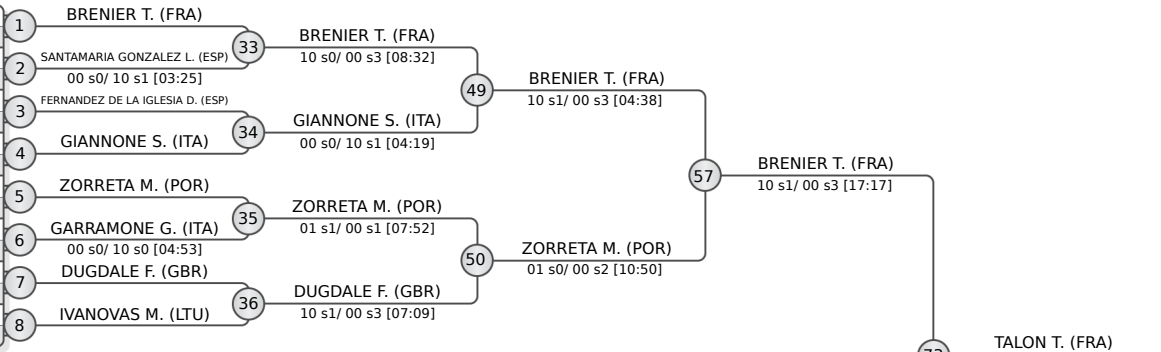 1
BRENIER T. (FRA)
2
SANTAMARIA GONZALEZ L. (ESP)
00 s0/ 10 s1 [03:25]
33
BRENIER T. (FRA)
10 s0/ 00 s3 [08:32]
3
FERNANDEZ DE LA IGLESIA D. (ESP)
4
GIANNONE S. (ITA)
34
GIANNONE S. (ITA)
00 s0/ 10 s1 [04:19]
49
BRENIER T. (FRA)
10 s1/ 00 s3 [04:38]
5
ZORRETA M. (POR)
6
GARRAMONE G. (ITA)
00 s0/ 10 s0 [04:53]
35
ZORRETA M. (POR)
01 s1/ 00 s1 [07:52]
7
DUGDALE F. (GBR)
8
IVANOVAS M. (LTU)
36
DUGDALE F. (GBR)
10 s1/ 00 s3 [07:09]
50
ZORRETA M. (POR)
01 s0/ 00 s2 [10:50]
57
BRENIER T. (FRA)
10 s1/ 00 s3 [17:17]
TALON T. (FRA)